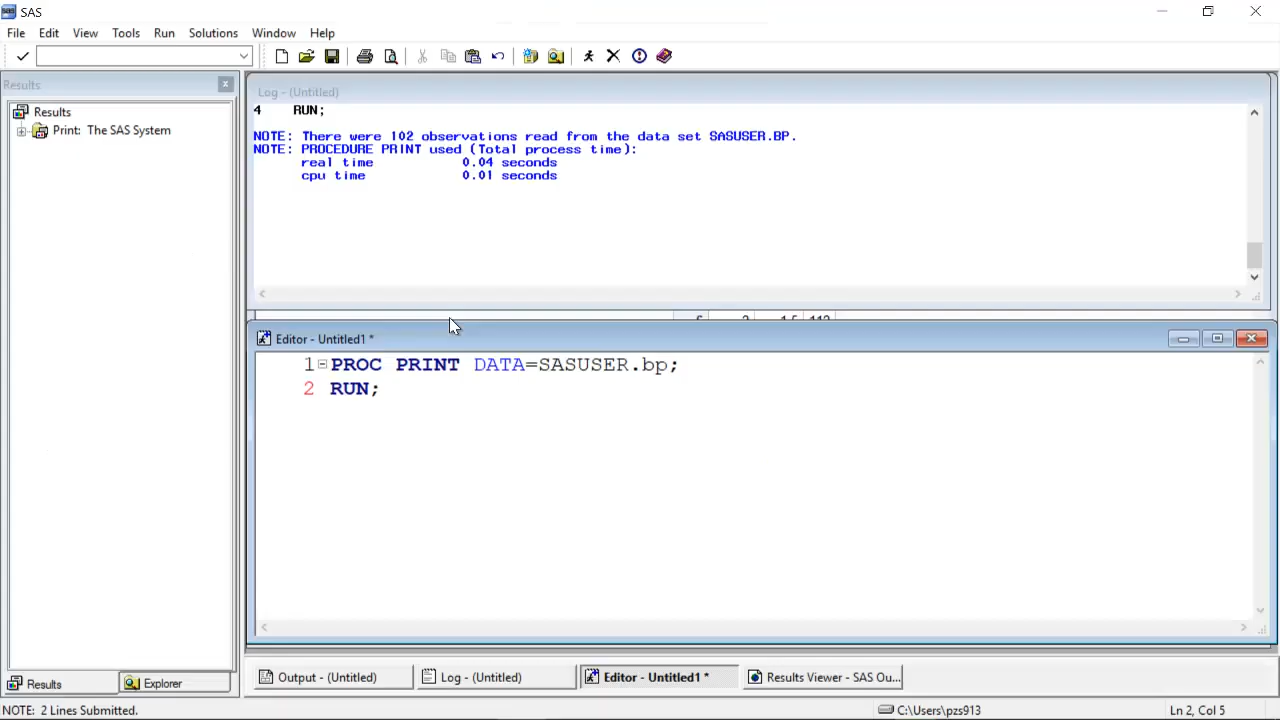 SAS
File Edit View Tools Run Solutions Window Help
Results
Results
Print: The SAS System
Log - (Untitled)
4 RUN;
NOTE: There were 102 observations read from the data set SASUSER.BP.
NOTE: PROCEDURE PRINT used (Total process time):
real time 0.04 seconds
cpu time 0.01 seconds
Editor - Untitled1 *
1 PROC PRINT DATA=SASUSER.bp;
2 RUN;
Results Explorer
Output - (Untitled) Log - (Untitled) Editor - Untitled1 * Results Viewer - SAS Ou...
NOTE: 2 Lines Submitted. C:\Users\pzs913 Ln 2, Col 5